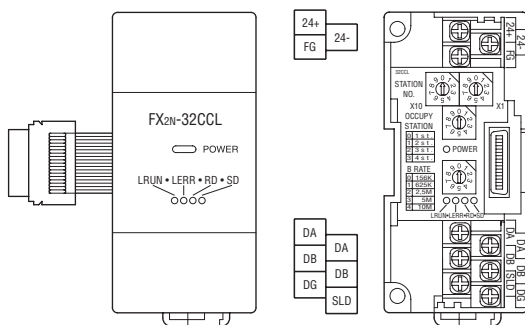 FX2N-32CCL
POWER
LRUN • LERR • RD • SD
24+
FG
24-
DA
DB
DG
DA
DB
SLD
24+
FG
24-
32CCL
STATION
NO.
X10
X1
OCCUPY
STATION
0 1 st.
1 2 st.
2 3 st.
3 4 st.
POWER
B RATE
0 156K
1 625K
2 2,5M
3 5M
4 10M
LRUN•LERR•RD•SD
DA
DB
DG
DA
DB
SLD